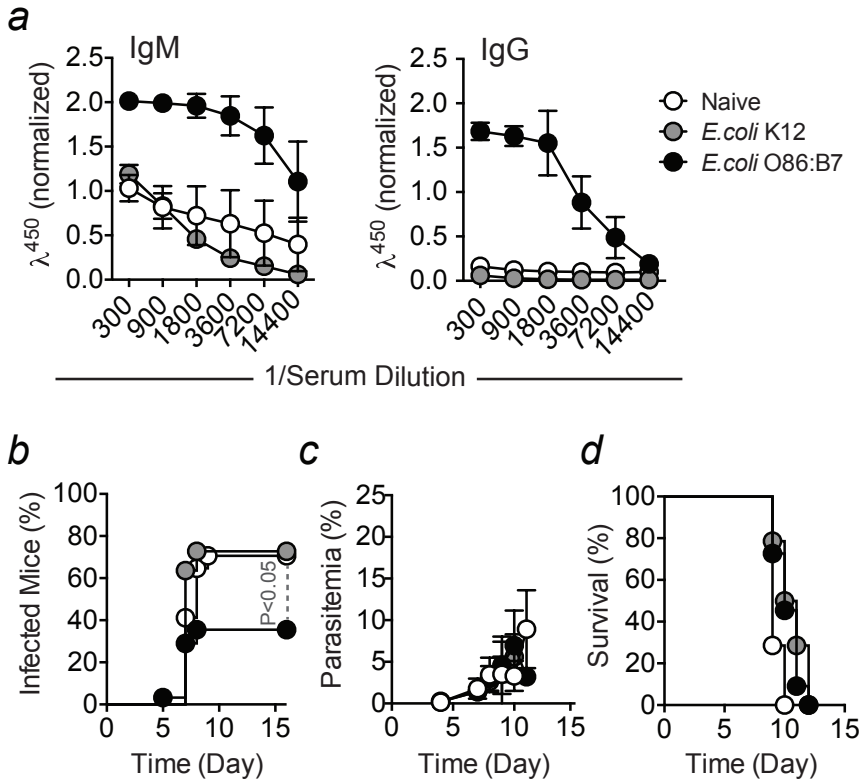 a
IgM
IgG
2.5
2.0
1.5
1.0
0.5
0.0
λ450 (normalized)
300
900
1800
3600
7200
14400
2.5
2.0
1.5
1.0
0.5
0.0
λ450 (normalized)
300
900
1800
3600
7200
14400
Naive
E.coli K12
E.coli O86:B7
1/Serum Dilution
b
100
80
60
40
20
0
Infected Mice (%)
P<0.05
0
5
10
15
Time (Day)
c
25
20
15
10
5
0
Parasitemia (%)
0
5
10
15
Time (Day)
d
100
80
60
40
20
0
Survival (%)
0
5
10
15
Time (Day)